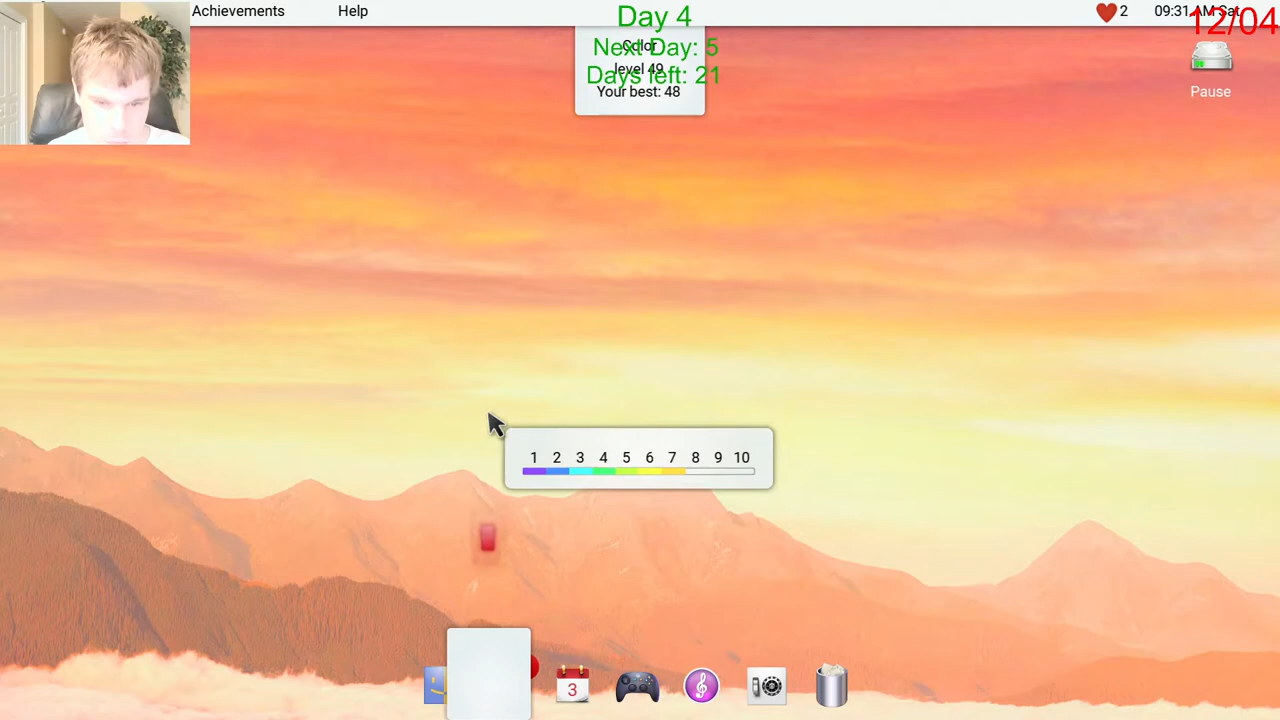 Achievements
Help
Day 4
2
09:31 AM Sat
12/04
Color
Next Day: 5
level 49
Days left: 21
Your best: 48
Pause
1 2 3 4 5 6 7 8 9 10
3